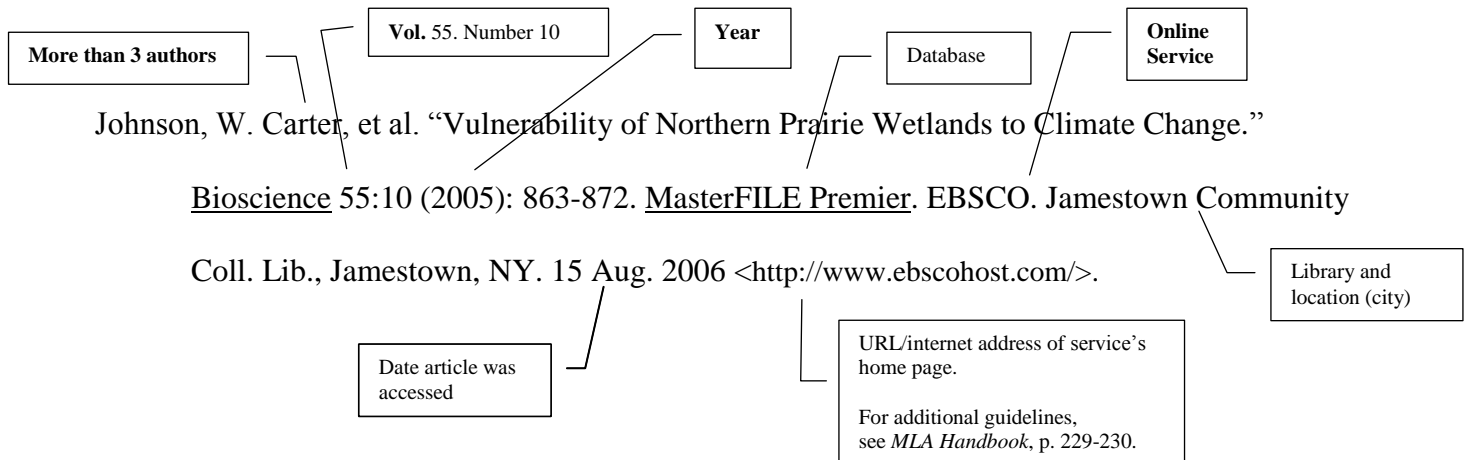 Vol. 55. Number 10
Year
Online
Service
More than 3 authors
Database
Johnson, W. Carter, et al. “Vulnerability of Northern Prairie Wetlands to Climate Change.”
Bioscience 55:10 (2005): 863-872. MasterFILE Premier. EBSCO. Jamestown Community
Coll. Lib., Jamestown, NY. 15 Aug. 2006 <http://www.ebscohost.com/>.
Library and
location (city)
Date article was
accessed
URL/internet address of service’s
home page.
For additional guidelines,
see MLA Handbook, p. 229-230.